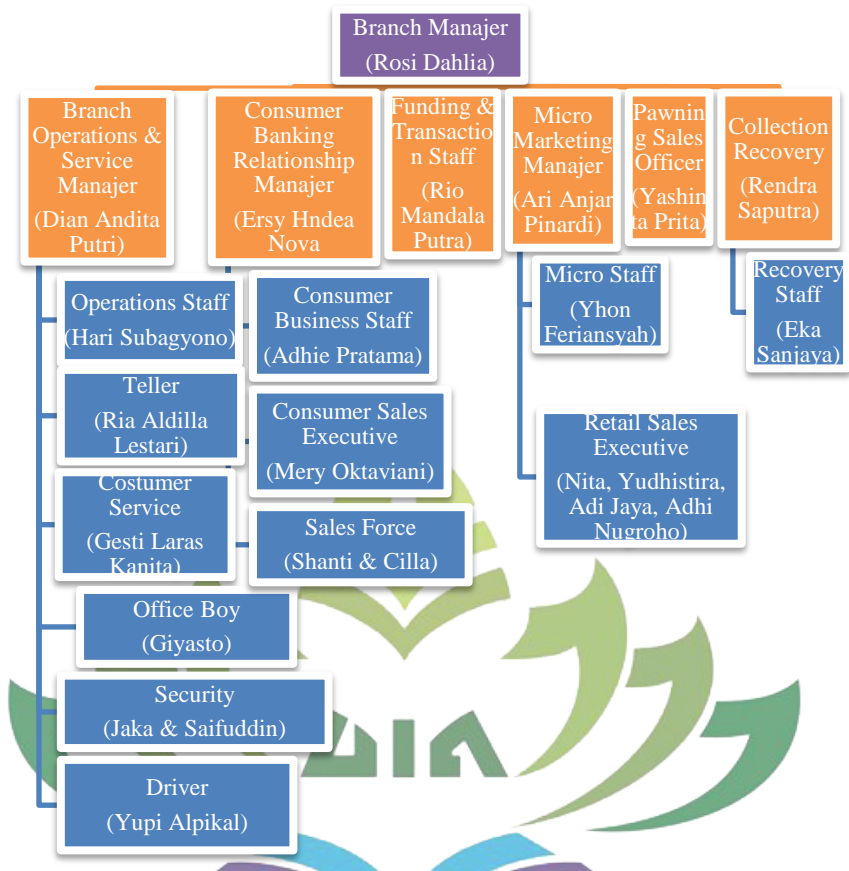 Branch Manajer
(Rosi Dahlia)
Branch
Operations &
Service
Manajer
(Dian Andita
Putri)
Consumer
Banking
Relationship
Manajer
(Ersy Hndea
Nova
Funding &
Transactio
n Staff
(Rio
Mandala
Putra)
Micro
Marketing
Manajer
(Ari Anjar
Pinardi)
Pawnin
g Sales
Officer
(Yashin
ta Prita)
Collection
Recovery
(Rendra
Saputra)
Operations Staff
(Hari Subagyono)
Teller
(Ria Aldilla
Lestari)
Costumer
Service
(Gesti Laras
Kanita)
Office Boy
(Giyasto)
Security
(Jaka & Saifuddin)
Driver
(Yupi Alpikal)
Consumer
Business Staff
(Adhie Pratama)
Consumer Sales
Executive
(Mery Oktaviani)
Sales Force
(Shanti & Cilla)
Micro Staff
(Yhon
Feriansyah)
Retail Sales
Executive
(Nita, Yudhistira,
Adi Jaya, Adhi
Nugroho)
Recovery
Staff
(Eka
Sanjaya)